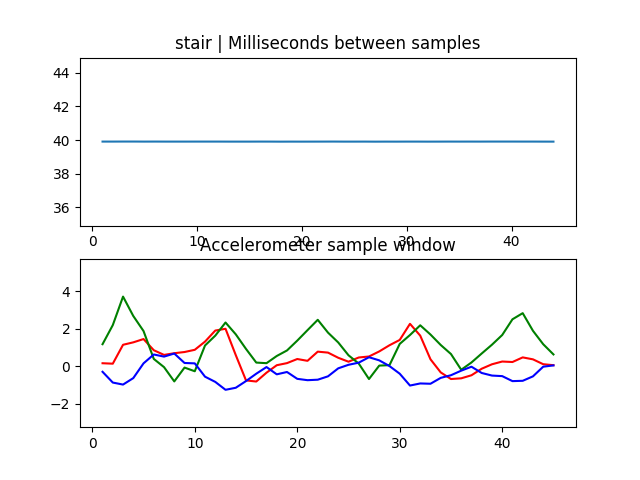 stair | Milliseconds between samples
44
42
40
38
36
0 10 20 30 40
Accelerometer sample window
4
2
0
−2
0 10 20 30 40